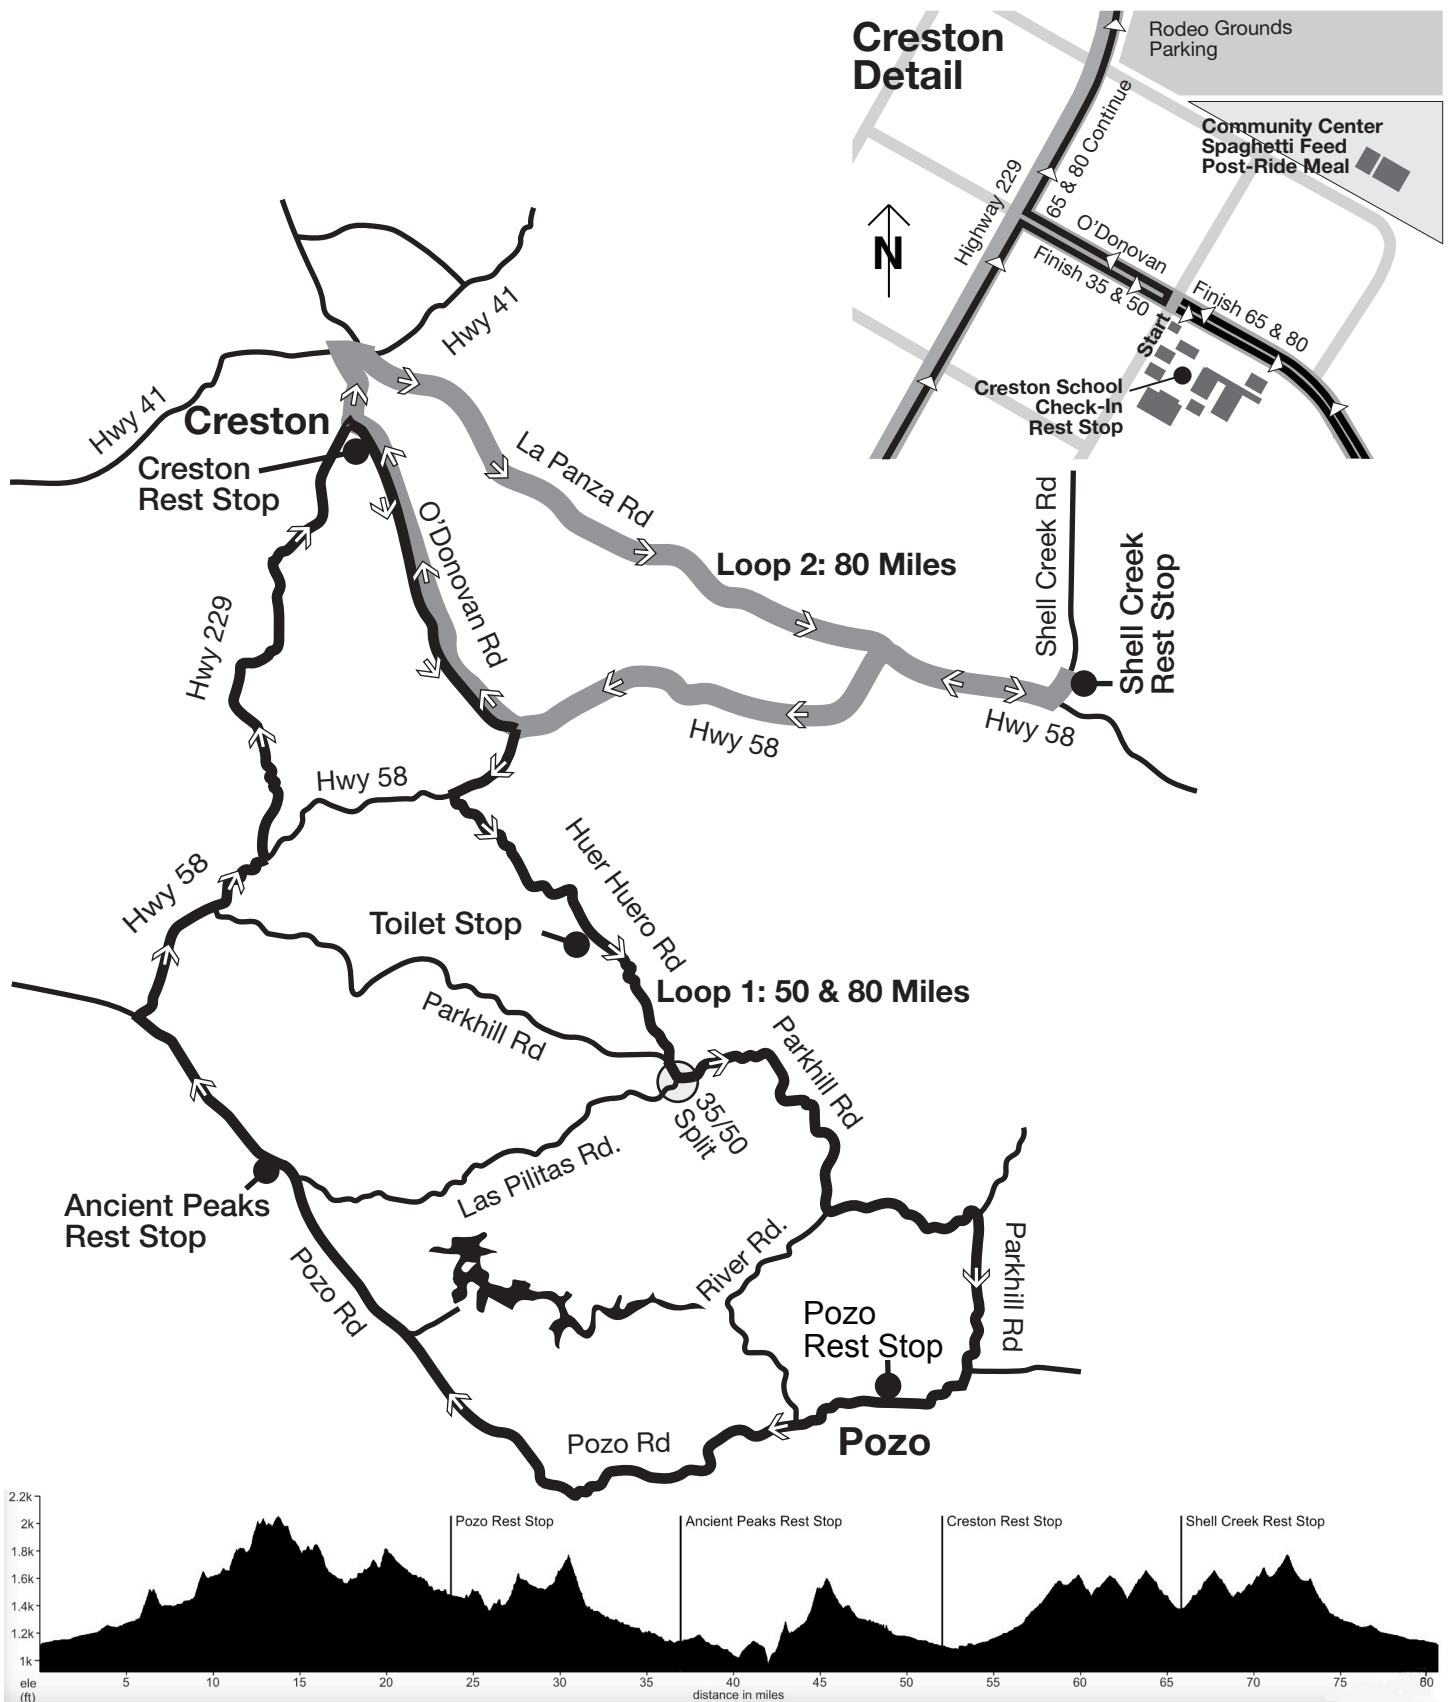 Creston
Detail
Rodeo Grounds
Parking
Community Center
Spaghetti Feed
Post-Ride Meal
65 & 80 Continue
Highway 229
N
O'Donovan
Finish 35 & 50
Finish 65 & 80
Start
Creston School
Check-In
Rest Stop
Hwy 41
Hwy 41
Creston
Creston
Rest Stop
La Panza Rd
O'Donovan Rd
Loop 2: 80 Miles
Shell Creek Rd
Shell Creek
Rest Stop
Hwy 229
Hwy 58
Hwy 58
Hwy 58
Hwy 58
Huer Huero Rd
Toilet Stop
Loop 1: 50 & 80 Miles
Parkhill Rd
Parkhill Rd
35/50
Split
Las Pilitas Rd.
Ancient Peaks
Rest Stop
Pozo Rd
River Rd.
Parkhill Rd
Pozo
Rest Stop
Pozo Rd
Pozo
2.2k
2k
1.8k
1.6k
1.4k
1.2k
1k
ele
(ft)
Pozo Rest Stop
Ancient Peaks Rest Stop
Creston Rest Stop
Shell Creek Rest Stop
5 10 15 20 25 30 35 40 45 50 55 60 65 70 75 80
distance in miles